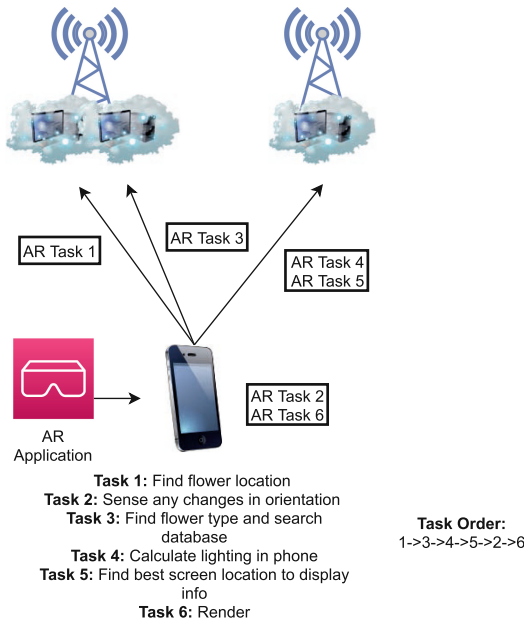 AR Task 1
AR Task 3
AR Task 4
AR Task 5
AR Task 2
AR Task 6
AR
Application
Task 1: Find flower location
Task 2: Sense any changes in orientation
Task 3: Find flower type and search
database
Task 4: Calculate lighting in phone
Task 5: Find best screen location to display
info
Task 6: Render
Task Order:
1->3->4->5->2->6